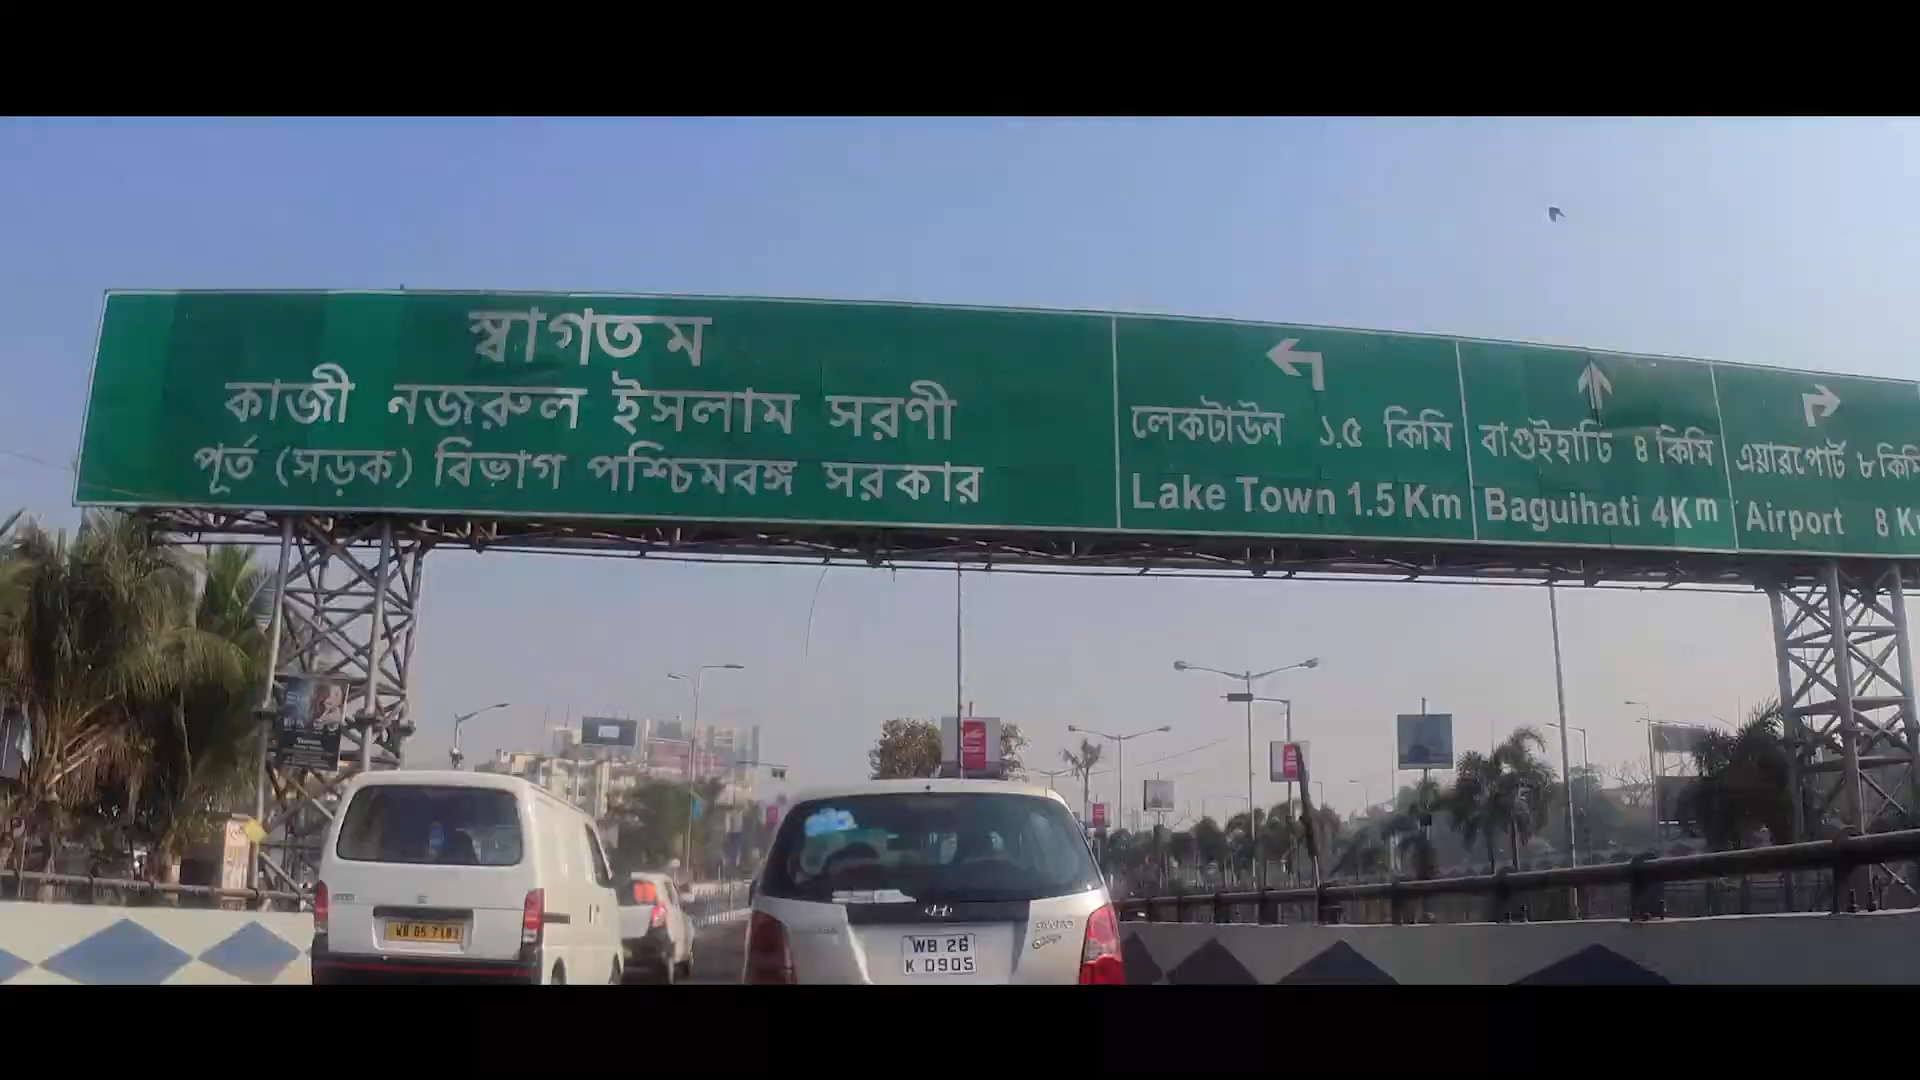 স্বাগতম
কাজী নজরুল ইসলাম সরণী
পূর্ত (সড়ক) বিভাগ পশ্চিমবঙ্গ সরকার
লেকটাউন ১.৫ কিমি
Lake Town 1.5 Km
বাগুইহাটি ৪ কিমি
Baguihati 4Km
এয়ারপোর্ট ৮ কিমি
Airport 8
WB 05 7183
SANTRO
WB 26
K 0905